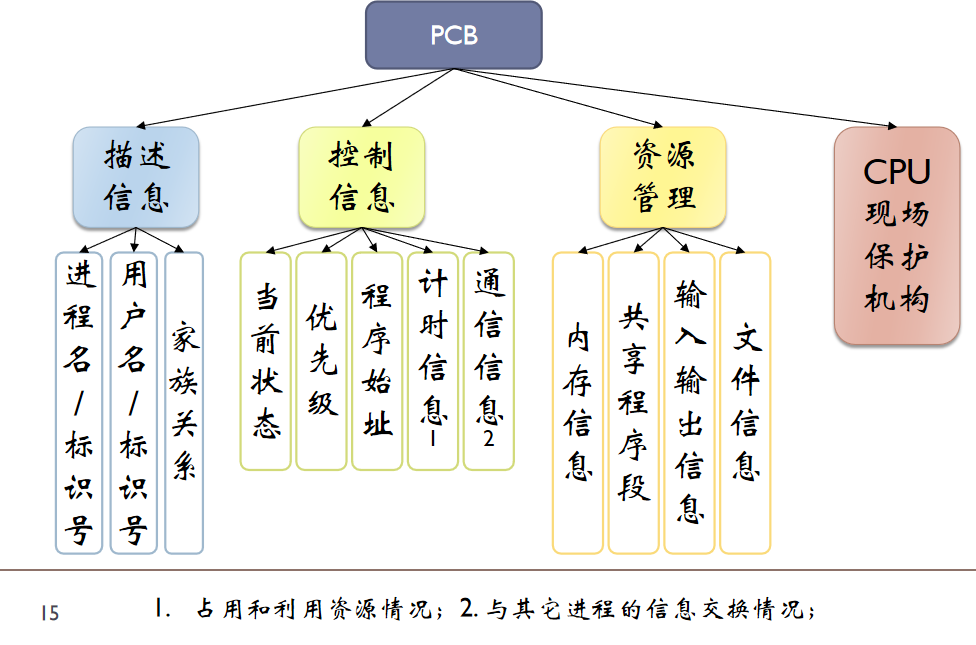 PCB
描述
信息
控制
信息
资源
管理
CPU
现场
保护
机构
进程名/标识号
用户名/标识号
家族关系
当前状态
优先级
程序始址
计时信息1
通信信息2
内存信息
共享程序段
输入输出信息
文件信息
15
1. 占用和利用资源情况；2. 与其它进程的信息交换情况；